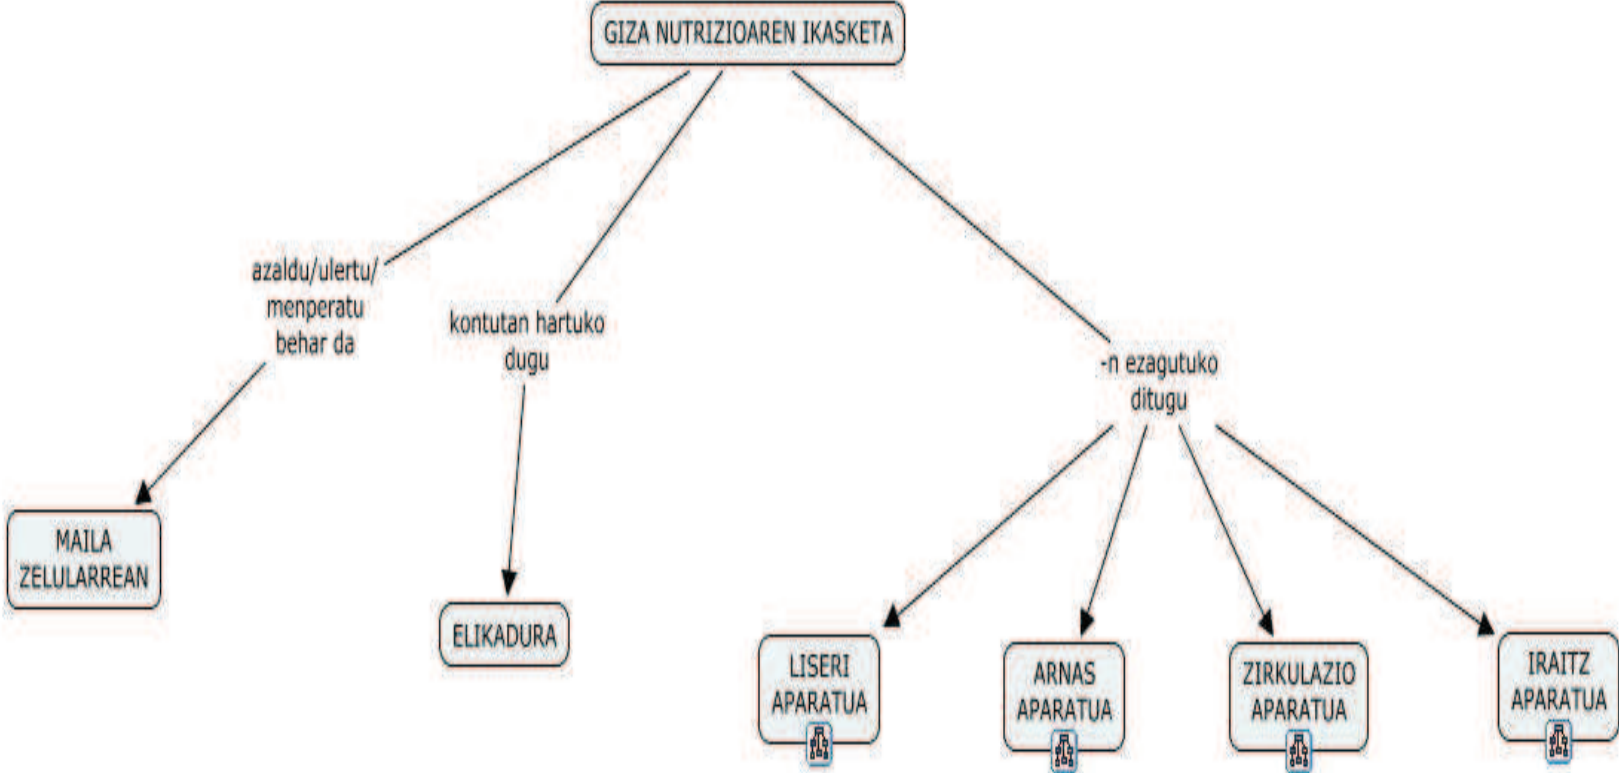 GIZA NUTRIZIOAREN IKASKETA
azaldu/ulertu/
menperatu
behar da
kontutan hartuko
dugu
-n ezagutuko
ditugu
MAILA
ZELULARREAN
ELIKADURA
LISERI
APARATUA
ARNAS
APARATUA
ZIRKULAZIO
APARATUA
IRAITZ
APARATUA